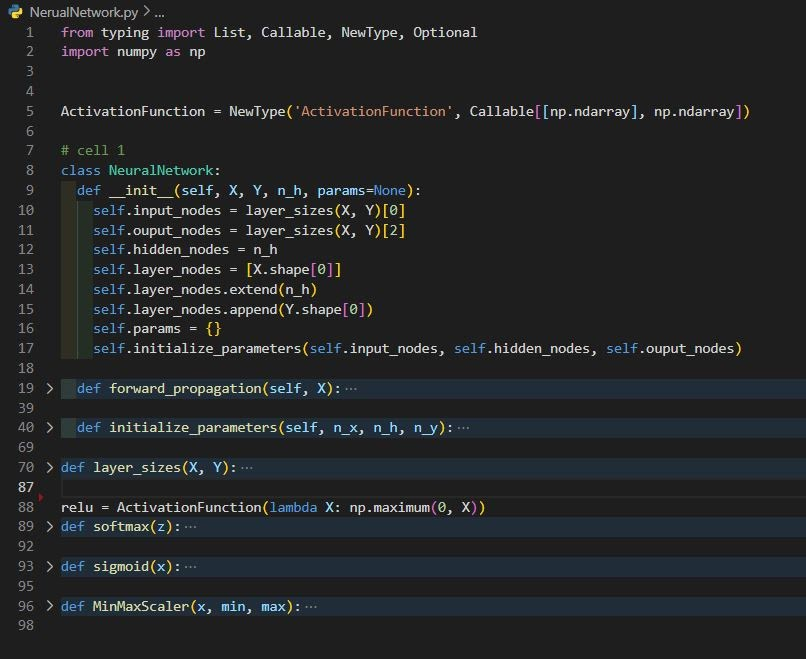 NerualNetwork.py > ...
1 from typing import List, Callable, NewType, Optional
2 import numpy as np
3
4
5 ActivationFunction = NewType('ActivationFunction', Callable[[np.ndarray], np.ndarray])
6
7 # cell 1
8 class NeuralNetwork:
9   def __init__(self, X, Y, n_h, params=None):
10     self.input_nodes = layer_sizes(X, Y)[0]
11     self.ouput_nodes = layer_sizes(X, Y)[2]
12     self.hidden_nodes = n_h
13     self.layer_nodes = [X.shape[0]]
14     self.layer_nodes.extend(n_h)
15     self.layer_nodes.append(Y.shape[0])
16     self.params = {}
17     self.initialize_parameters(self.input_nodes, self.hidden_nodes, self.ouput_nodes)
18
19 >   def forward_propagation(self, X):···
39
40 >   def initialize_parameters(self, n_x, n_h, n_y):···
69
70 > def layer_sizes(X, Y):···
87
88 relu = ActivationFunction(lambda X: np.maximum(0, X))
89 > def softmax(z):···
92
93 > def sigmoid(x):···
95
96 > def MinMaxScaler(x, min, max):···
98